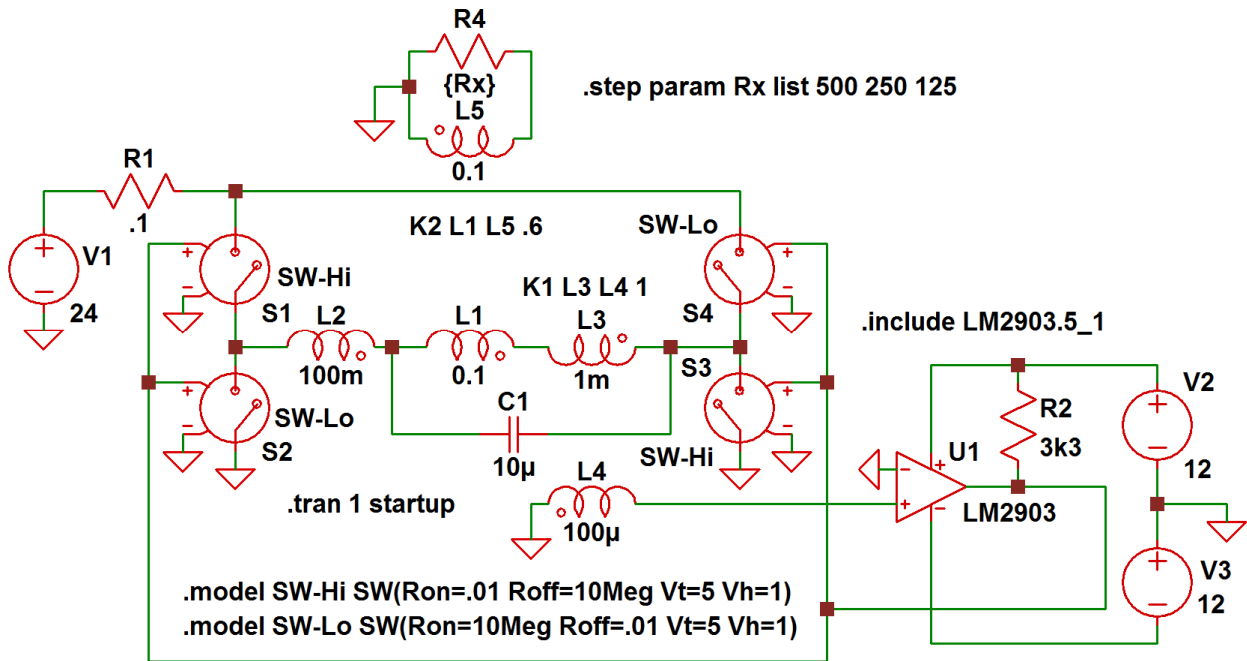 R4
{Rx}
L5
0.1
.step param Rx list 500 250 125
R1
.1
V1
24
K2 L1 L5 .6
SW-Lo
SW-Hi
S1
S4
K1 L3 L4 1
L2
100m
L1
0.1
L3
1m
S3
.include LM2903.5_1
SW-Lo
S2
C1
10µ
SW-Hi
V2
12
R2
3k3
U1
LM2903
L4
100µ
.tran 1 startup
V3
12
.model SW-Hi SW(Ron=.01 Roff=10Meg Vt=5 Vh=1)
.model SW-Lo SW(Ron=10Meg Roff=.01 Vt=5 Vh=1)